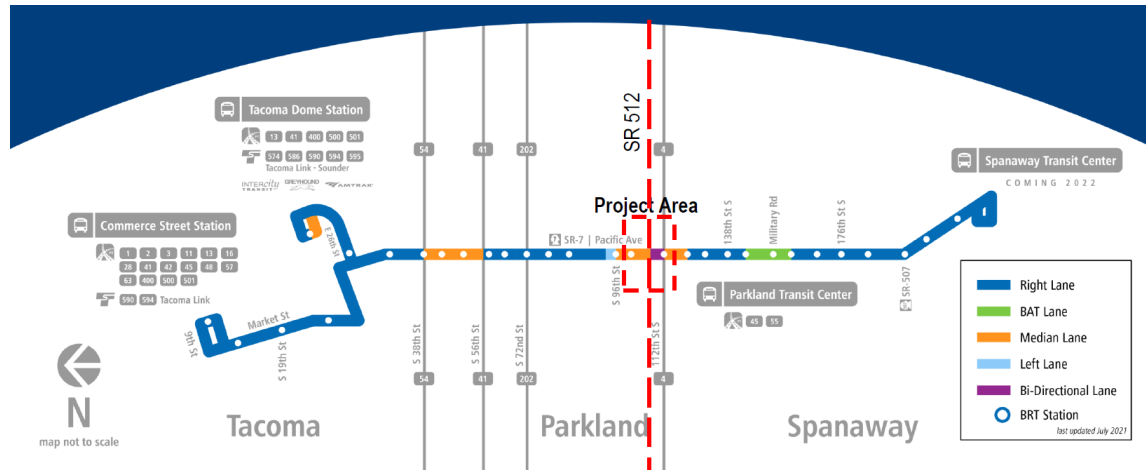 SR 512
Tacoma Dome Station
13 41 400 500 501
574 586 590 594 595
Tacoma Link - Sounder
INTERCITY TRANSIT GREYHOUND AMTRAK
Commerce Street Station
1 2 3 11 13 16
28 41 42 45 48 57
63 400 500 501
590 594 Tacoma Link
E 26th St
54
41
202
4
Spanaway Transit Center
COMING 2022
Project Area
SR-7 | Pacific Ave
138th St S
Military Rd
176th St S
SR-507
S 96th St
Parkland Transit Center
45 55
Market St
9th St
S 19th St
S 38th St
S 56th St
S 72nd St
112th St S
54
41
202
4
N
map not to scale
Tacoma
Parkland
Spanaway
Right Lane
BAT Lane
Median Lane
Left Lane
Bi-Directional Lane
BRT Station
last updated July 2021